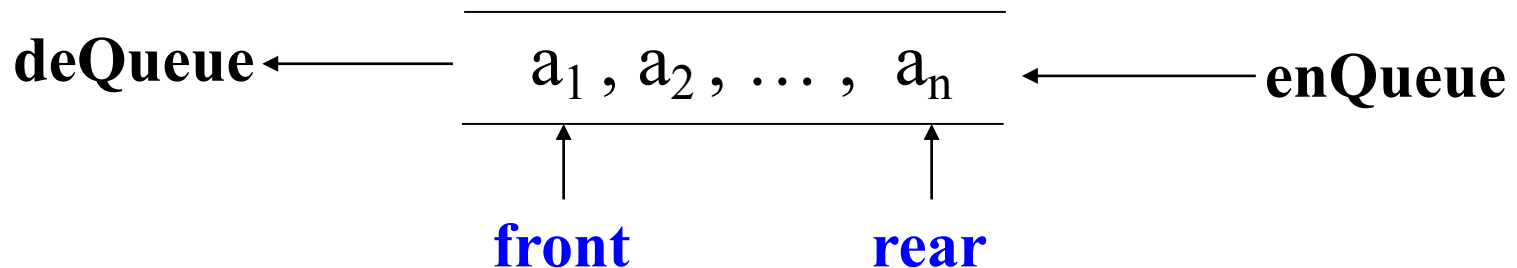 deQueue a₁ , a₂ , … , aₙ enQueue
front rear